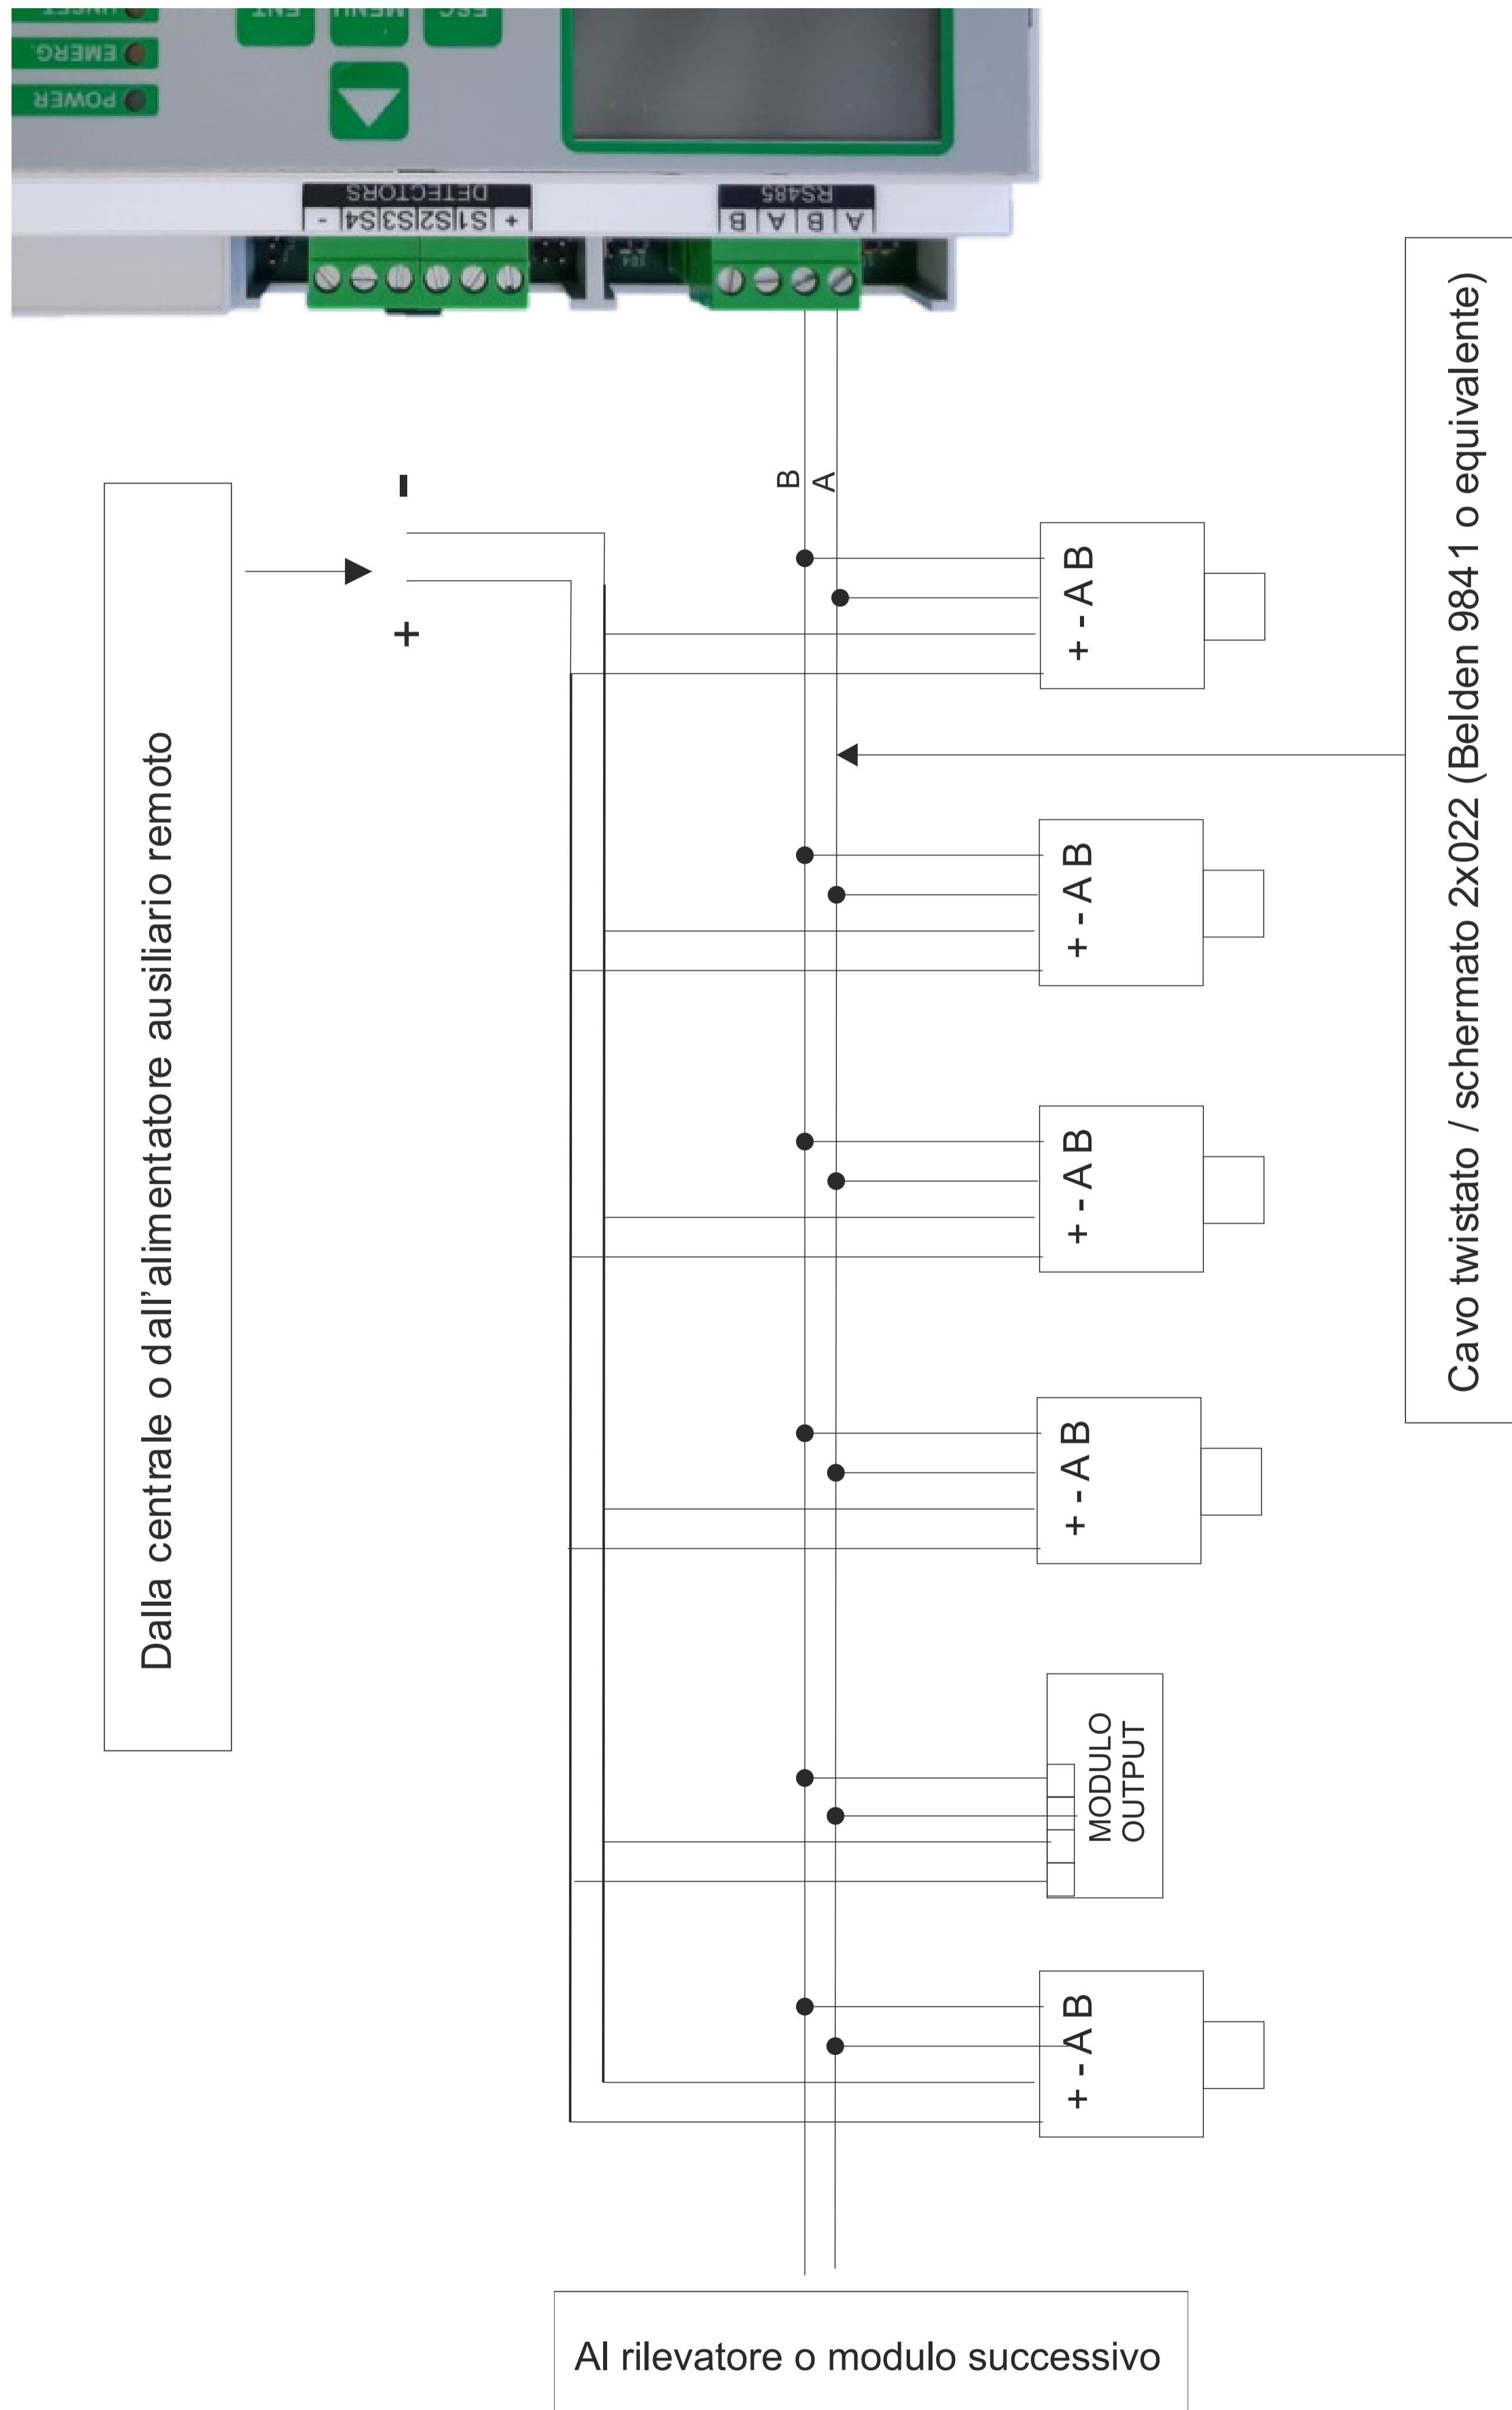 UNSET
ENT
MENU
ESC
EMERG.
POWER
DETECTORS
- S4 S3 S2 S1 +
RS485
B A B A
B
A
-
+
Dalla centrale o dall'alimentatore ausiliario remoto
Cavo twistato / schermato 2x022 (Belden 9841 o equivalente)
+ - A B
+ - A B
+ - A B
+ - A B
MODULO
OUTPUT
+ - A B
Al rilevatore o modulo successivo